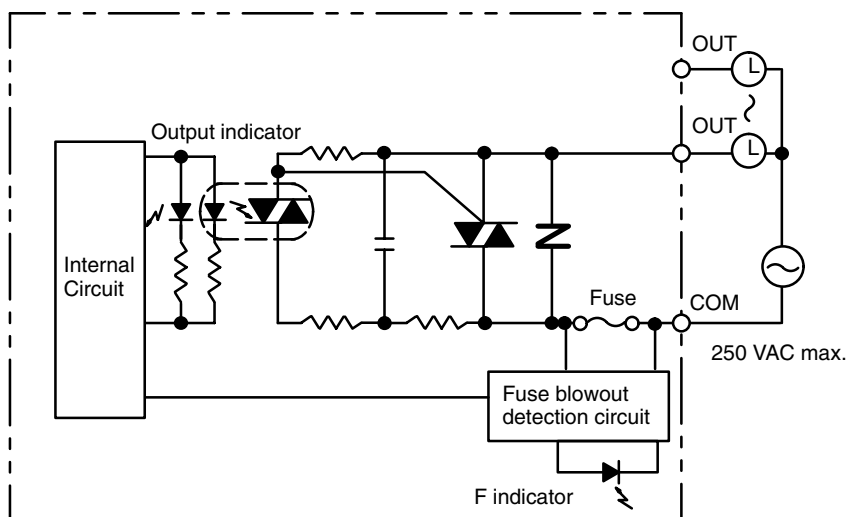 OUT
L
Output indicator
OUT
L
Internal
Circuit
Fuse
COM
250 VAC max.
Fuse blowout
detection circuit
F indicator